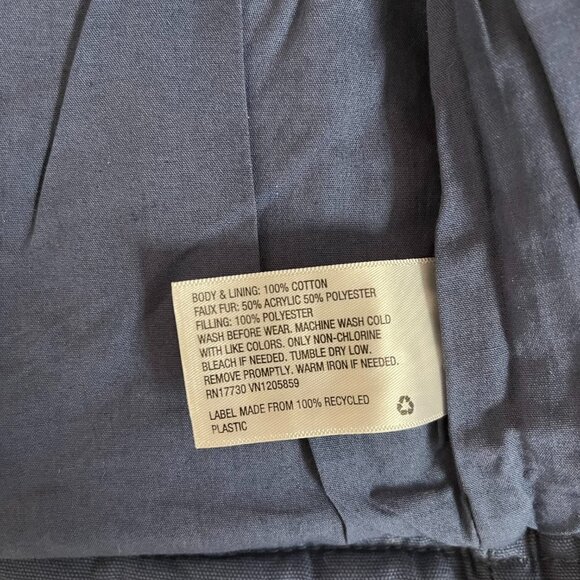 BODY & LINING: 100% COTTON
FAUX FUR: 50% ACRYLIC 50% POLYESTER
FILLING: 100% POLYESTER
WASH BEFORE WEAR. MACHINE WASH COLD
WITH LIKE COLORS. ONLY NON-CHLORINE
BLEACH IF NEEDED. TUMBLE DRY LOW.
REMOVE PROMPTLY. WARM IRON IF NEEDED.
RN17730 VN1205859
LABEL MADE FROM 100% RECYCLED
PLASTIC